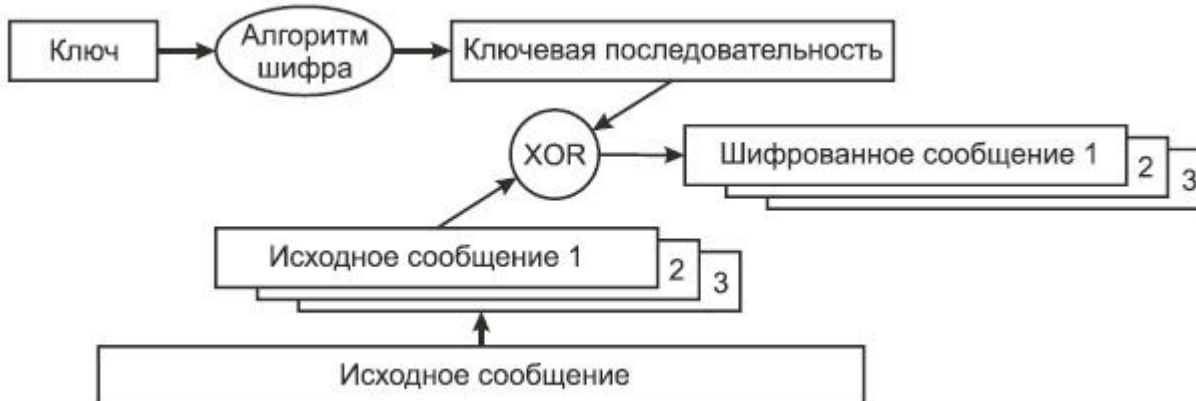 Ключ
Алгоритм
шифра
Ключевая последовательность
XOR
Шифрованное сообщение 1
2
3
Исходное сообщение 1
2
3
Исходное сообщение